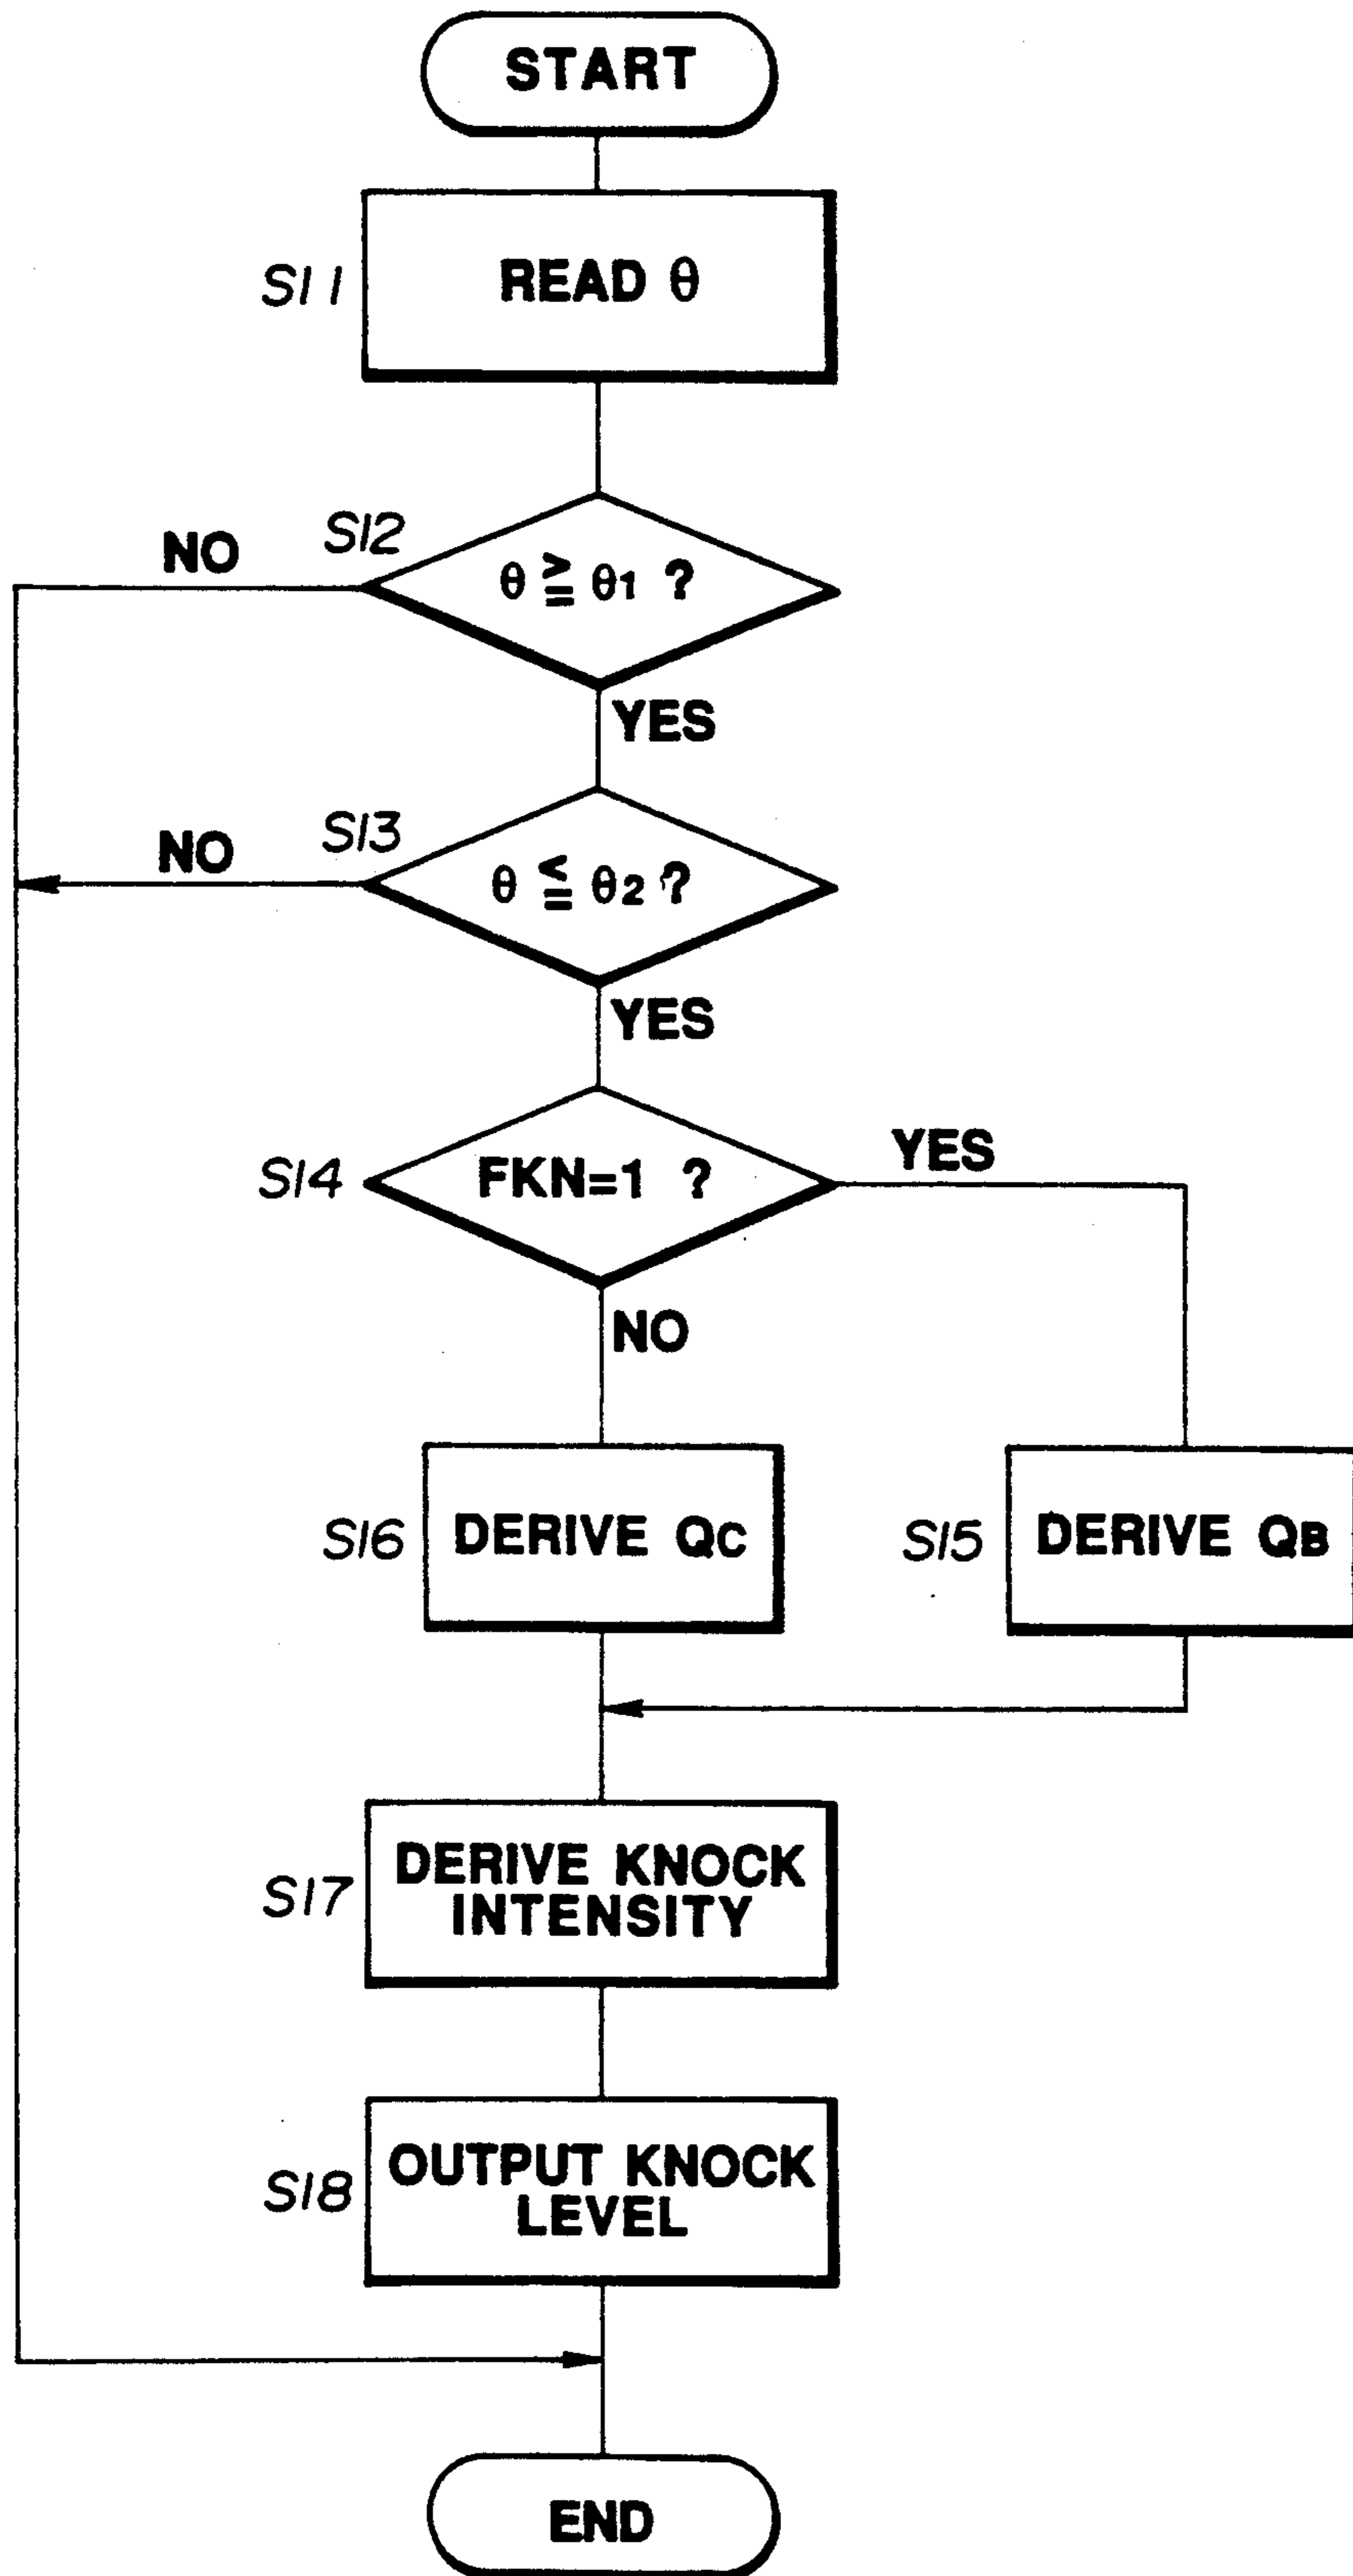 START
S11
READ θ
S12
NO
θ ≧ θ1 ?
YES
S13
NO
θ ≦ θ2 ?
YES
S14
FKN=1 ?
YES
NO
S16
DERIVE QC
S15
DERIVE QB
S17
DERIVE KNOCK
INTENSITY
S18
OUTPUT KNOCK
LEVEL
END